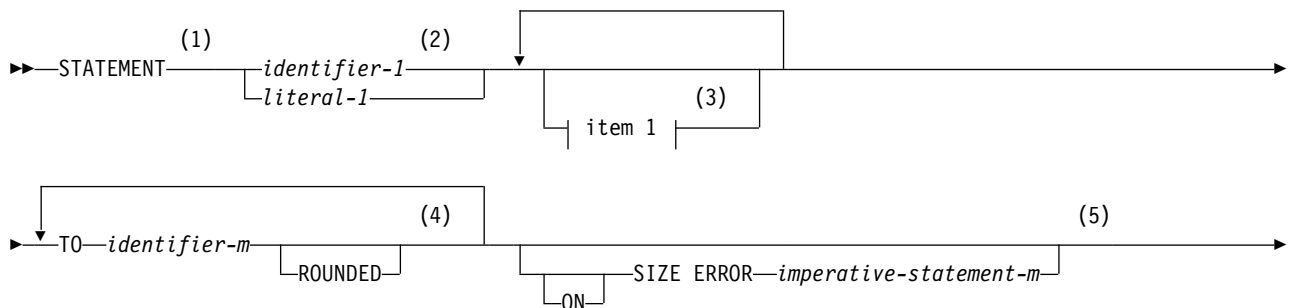 (1) (2)
STATEMENT identifier-1
literal-1 (3)
item 1
(4) (5)
TO identifier-m
ROUNDED SIZE ERROR imperative-statement-m
ON